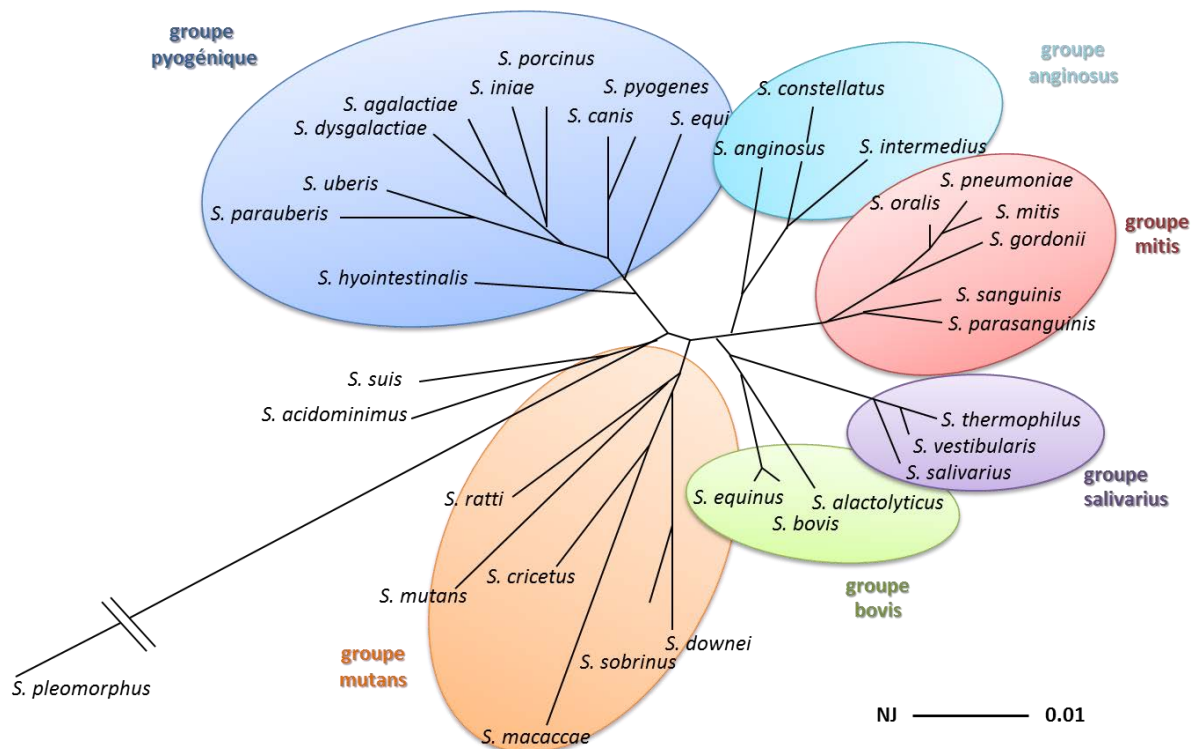 groupe
pyogénique
S. porcinus
S. iniae
S. pyogenes
S. agalactiae
S. canis
S. equi
S. dysgalactiae
S. uberis
S. parauberis
S. hyointestinalis
groupe
anginosus
S. constellatus
S. anginosus
S. intermedius
S. pneumoniae
S. oralis
S. mitis
S. gordonii
S. sanguinis
S. parasanguinis
groupe
mitis
S. suis
S. acidominimus
S. thermophilus
S. vestibularis
S. salivarius
groupe
salivarius
S. equinus
S. alactolyticus
S. bovis
groupe
bovis
S. ratti
S. cricetus
S. mutans
S. downei
S. sobrinus
S. macaccae
groupe
mutans
S. pleomorphus
NJ 0.01